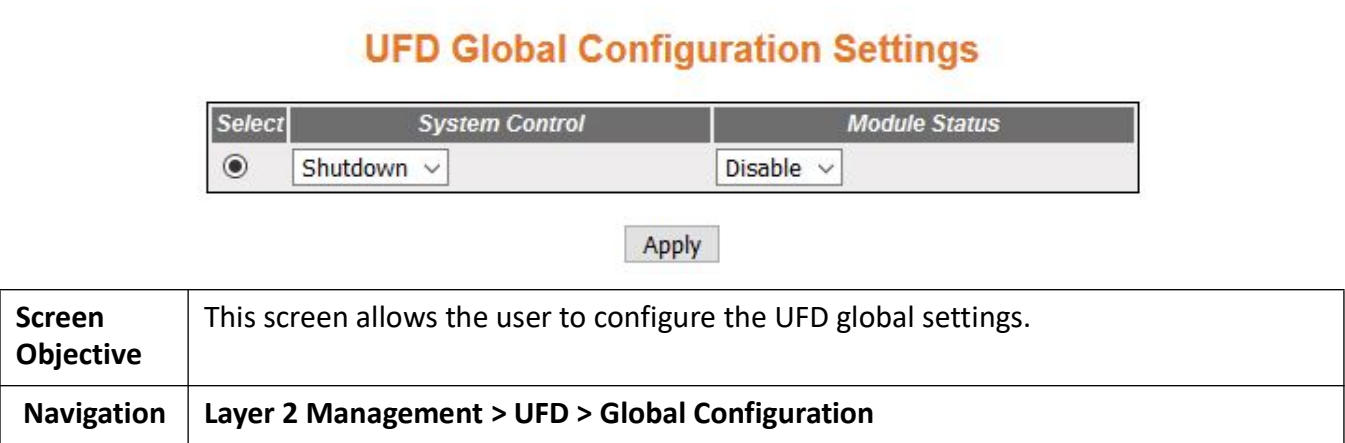 UFD Global Configuration Settings
Select System Control Module Status
Shutdown Disable
Apply
Screen Objective This screen allows the user to configure the UFD global settings.
Navigation Layer 2 Management > UFD > Global Configuration